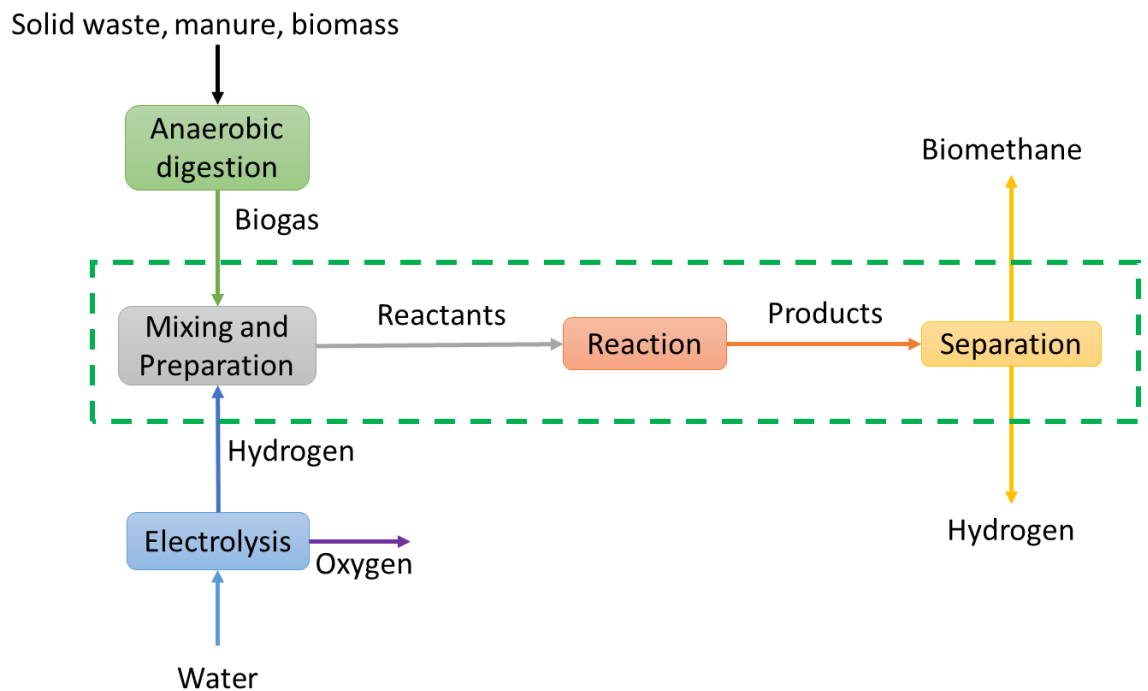 Solid waste, manure, biomass
Anaerobic
digestion
Biogas
Biomethane
Mixing and
Preparation
Reactants
Reaction
Products
Separation
Hydrogen
Electrolysis
Oxygen
Hydrogen
Water